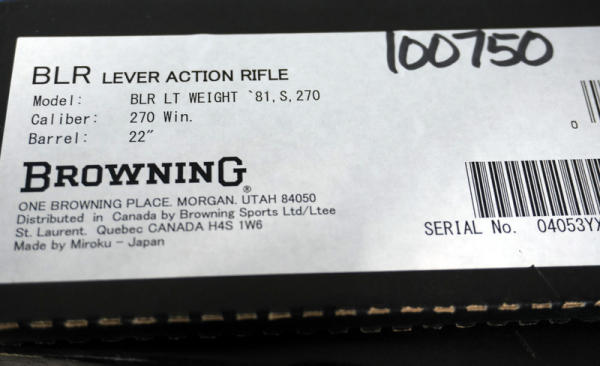 100750
BLR LEVER ACTION RIFLE
Model: BLR LT WEIGHT `81,S,270
Caliber: 270 Win.
Barrel: 22"
BROWNING®
ONE BROWNING PLACE. MORGAN. UTAH 84050
Distributed in Canada by Browning Sports Ltd/Ltee
St. Laurent. Quebec CANADA H4S 1W6
Made by Miroku - Japan
0
SERIAL No. 04053YX